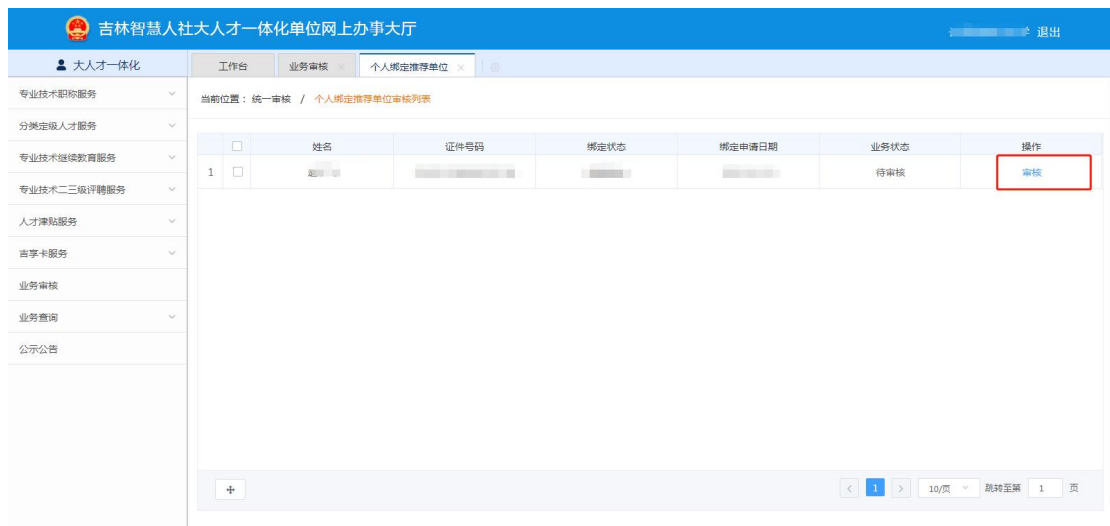 吉林智慧人社大人才一体化单位网上办事大厅 退出
大人才一体化 工作台 业务审核 × 个人绑定推荐单位 ×
专业技术职称服务
当前位置： 统一审核 / 个人绑定推荐单位审核列表
分类定级人才服务
姓名 证件号码 绑定状态 绑定申请日期 业务状态 操作
专业技术继续教育服务
1 待审核 审核
专业技术二三级评聘服务
人才津贴服务
吉享卡服务
业务审核
业务查询
公示公告
< 1 > 10/页 跳转至第 1 页